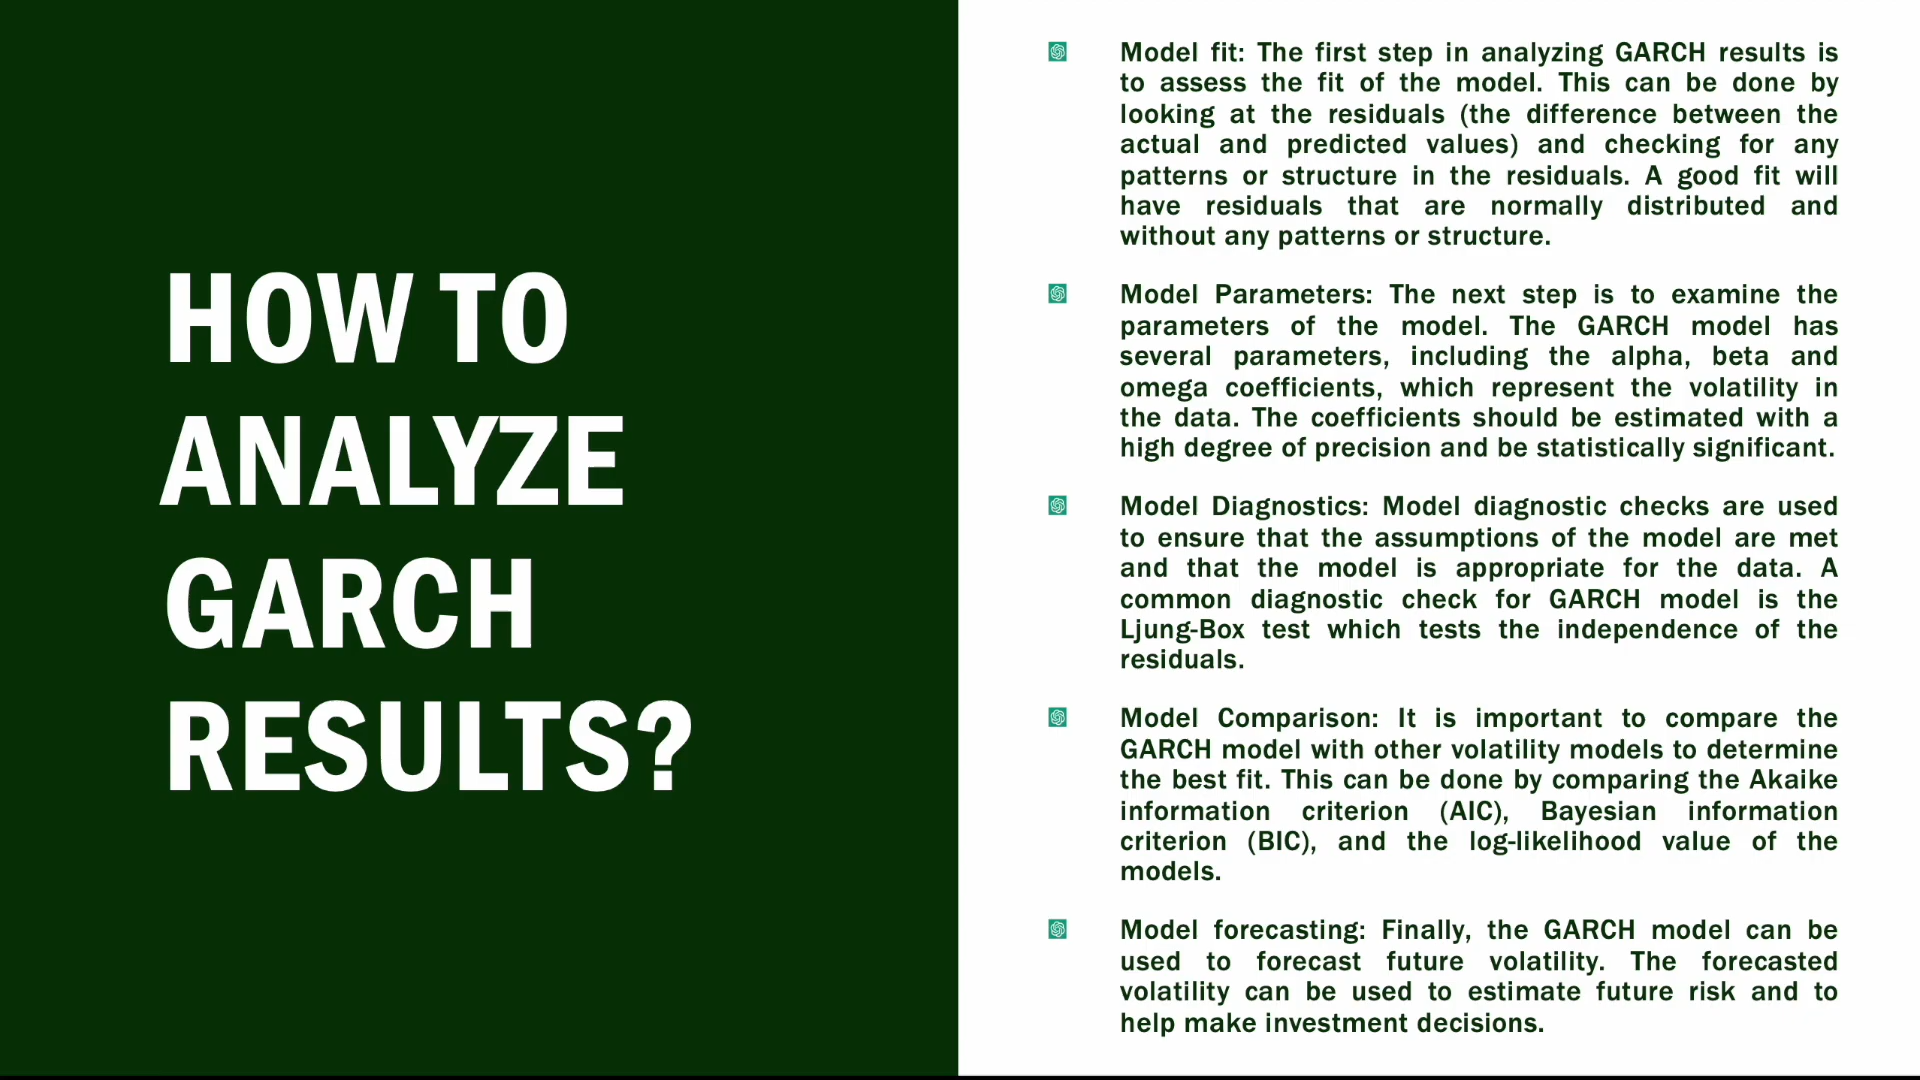 HOW TO
ANALYZE
GARCH
RESULTS?
Model fit: The first step in analyzing GARCH results is
to assess the fit of the model. This can be done by
looking at the residuals (the difference between the
actual and predicted values) and checking for any
patterns or structure in the residuals. A good fit will
have residuals that are normally distributed and
without any patterns or structure.
Model Parameters: The next step is to examine the
parameters of the model. The GARCH model has
several parameters, including the alpha, beta and
omega coefficients, which represent the volatility in
the data. The coefficients should be estimated with a
high degree of precision and be statistically significant.
Model Diagnostics: Model diagnostic checks are used
to ensure that the assumptions of the model are met
and that the model is appropriate for the data. A
common diagnostic check for GARCH model is the
Ljung-Box test which tests the independence of the
residuals.
Model Comparison: It is important to compare the
GARCH model with other volatility models to determine
the best fit. This can be done by comparing the Akaike
information criterion (AIC), Bayesian information
criterion (BIC), and the log-likelihood value of the
models.
Model forecasting: Finally, the GARCH model can be
used to forecast future volatility. The forecasted
volatility can be used to estimate future risk and to
help make investment decisions.